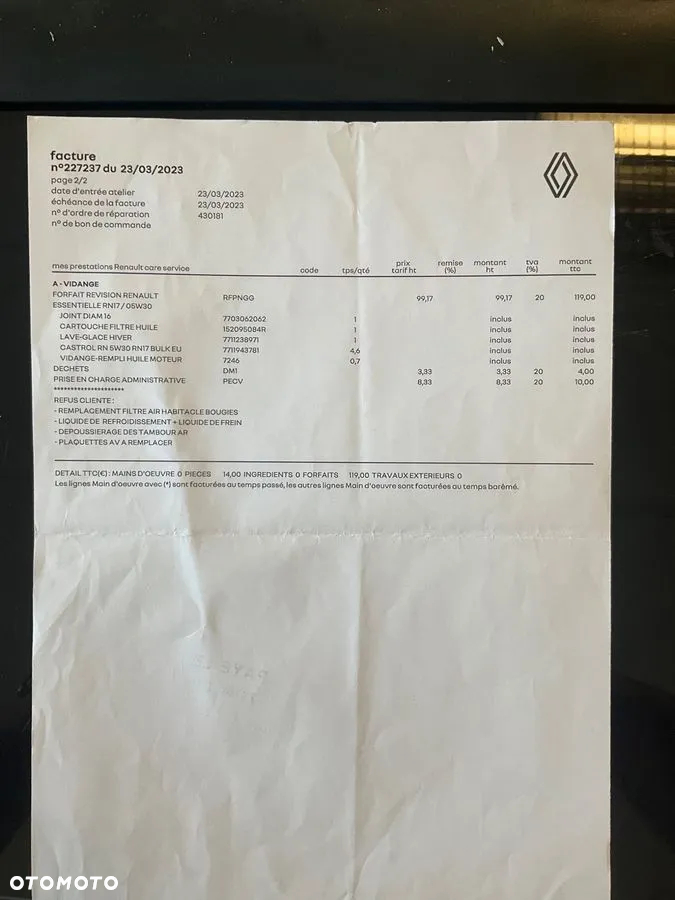 facture
n°227237 du 23/03/2023
page 2/2
date d'entrée atelier 23/03/2023
échéance de la facture 23/03/2023
n° d'ordre de réparation 430181
n° de bon de commande
mes prestations Renault care service code tps/qté prix tarif ht remise (%) montant ht tva (%) montant ttc
A - VIDANGE
FORFAIT REVISION RENAULT RFPNGG 99,17 99,17 20 119,00
ESSENTIELLE RN17 / 05W30
JOINT DIAM 16 7703062062 1 inclus inclus
CARTOUCHE FILTRE HUILE 152095084R 1 inclus inclus
LAVE-GLACE HIVER 7711238971 1 inclus inclus
CASTROL RN 5W30 RN17 BULK EU 7711943781 4,6 inclus inclus
VIDANGE-REMPLI HUILE MOTEUR 7246 0,7 inclus inclus
DECHETS DM1 3,33 3,33 20 4,00
PRISE EN CHARGE ADMINISTRATIVE PECV 8,33 8,33 20 10,00
*********************
REFUS CLIENTE :
- REMPLACEMENT FILTRE AIR HABITACLE BOUGIES
- LIQUIDE DE REFROIDISSEMENT + LIQUIDE DE FREIN
- DEPOUSSIERAGE DES TAMBOUR AR
- PLAQUETTES AV A REMPLACER
DETAIL TTC(€) : MAINS D'OEUVRE 0 PIECES 14,00 INGREDIENTS 0 FORFAITS 119,00 TRAVAUX EXTERIEURS 0
Les lignes Main d'oeuvre avec (*) sont facturées au temps passé, les autres lignes Main d'oeuvre sont facturées au temps barêmé.
OTOMOTO